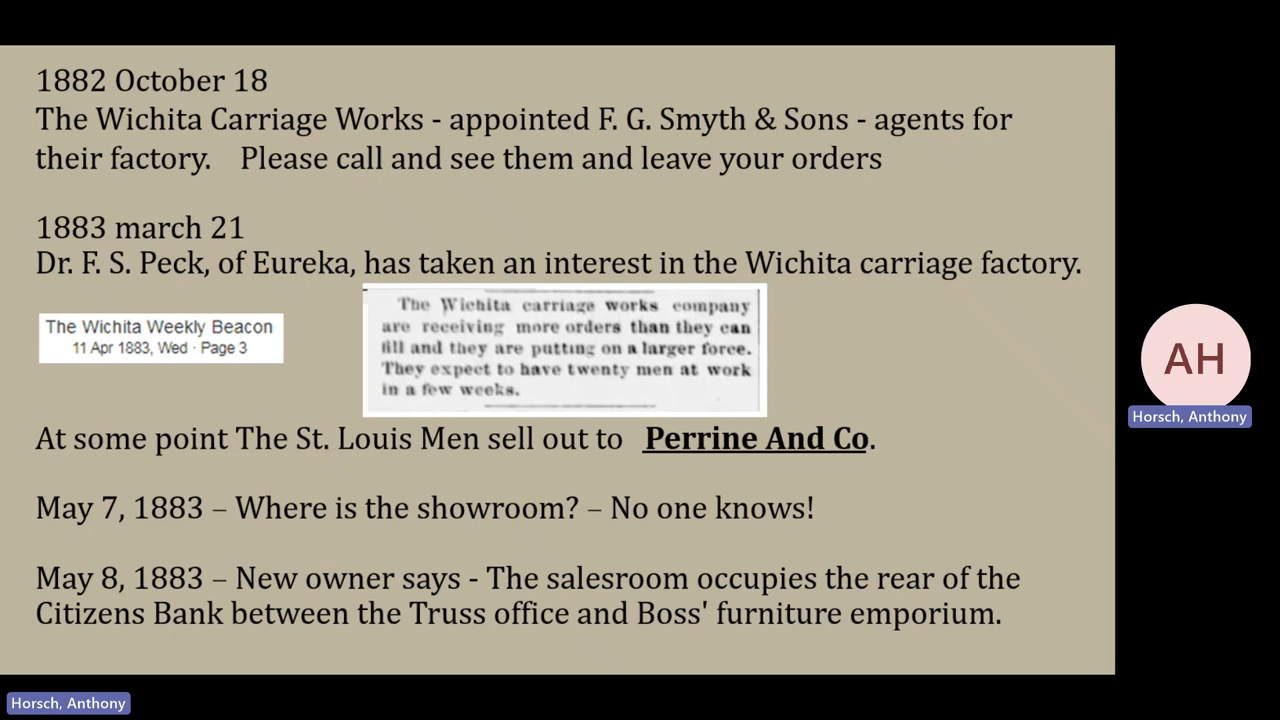 1882 October 18
The Wichita Carriage Works - appointed F. G. Smyth & Sons - agents for
their factory.    Please call and see them and leave your orders
1883 march 21
Dr. F. S. Peck, of Eureka, has taken an interest in the Wichita carriage factory.
The Wichita Weekly Beacon
11 Apr 1883, Wed · Page 3
The Wichita carriage works company
are receiving more orders than they can
fill and they are putting on a larger force.
They expect to have twenty men at work
in a few weeks.
At some point The St. Louis Men sell out to   Perrine And Co.
May 7, 1883 – Where is the showroom? – No one knows!
May 8, 1883 – New owner says - The salesroom occupies the rear of the
Citizens Bank between the Truss office and Boss' furniture emporium.
AH
Horsch, Anthony
Horsch, Anthony